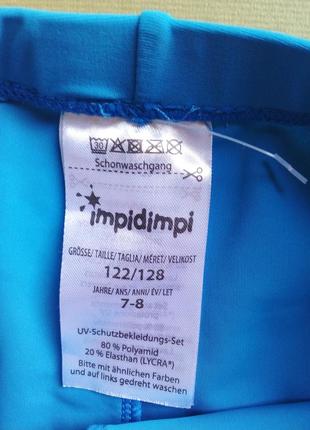 30
Schonwaschgang
impidimpi
GRÖSSE/ TAILLE/ TAGLIA/ MÉRET/ VELIKOST
122/128
JAHRE/ ANS/ ANNI/ ÉV/ LET
7-8
UV-Schutzbekleidungs-Set
80 % Polyamid
20 % Elasthan (LYCRA®)
Bitte mit ähnlichen Farben
und auf links gedreht waschen